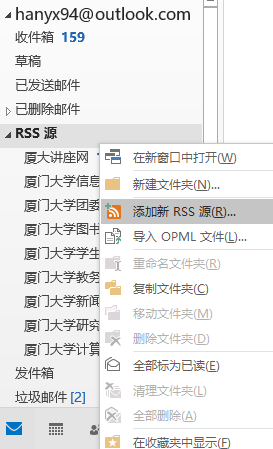 hanyx94@outlook.com
收件箱 159
草稿
已发送邮件
已删除邮件
RSS 源
厦大讲座网
厦门大学信息
厦门大学团委
厦门大学图书
厦门大学学生
厦门大学教务
厦门大学新闻
厦门大学研究
厦门大学计算
发件箱
垃圾邮件 [2]
在新窗口中打开(W)
新建文件夹(N)...
添加新 RSS 源(R)...
导入 OPML 文件(L)...
重命名文件夹(R)
复制文件夹(C)
移动文件夹(M)
删除文件夹(D)
全部标为已读(E)
清理文件夹(L)
全部删除(A)
在收藏夹中显示(F)